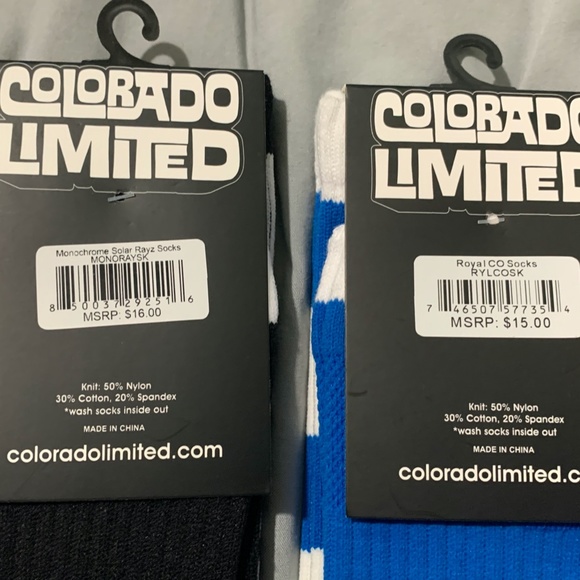 COLORADO
LIMITED
Monochrome Solar Rayz Socks
MONORAYSK
8 50037 29251 6
MSRP: $16.00
Knit: 50% Nylon
30% Cotton, 20% Spandex
*wash socks inside out
MADE IN CHINA
coloradolimited.com
COLORADO
LIMITED
Royal CO Socks
RYLCOSK
7 46507 57735 4
MSRP: $15.00
Knit: 50% Nylon
30% Cotton, 20% Spandex
*wash socks inside out
MADE IN CHINA
coloradolimited.c